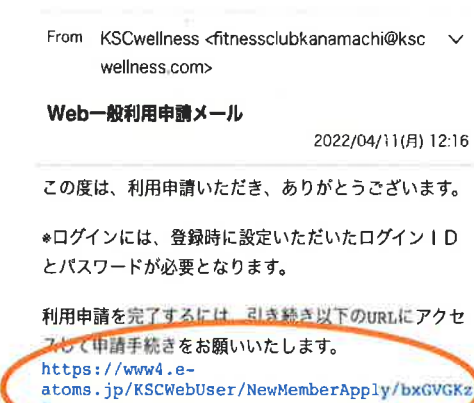 From KSCwellness <fitnessclubkanamachi@ksc
wellness.com>
Web一般利用申請メール
2022/04/11(月) 12:16
この度は、利用申請いただき、ありがとうございます。
*ログインには、登録時に設定いただいたログインID
とパスワードが必要となります。
利用申請を完了するには、引き続き以下のURLにアクセ
スして申請手続きをお願いいたします。
https://www4.e-
atoms.jp/KSCWebUser/NewMemberApply/bxGVGKz